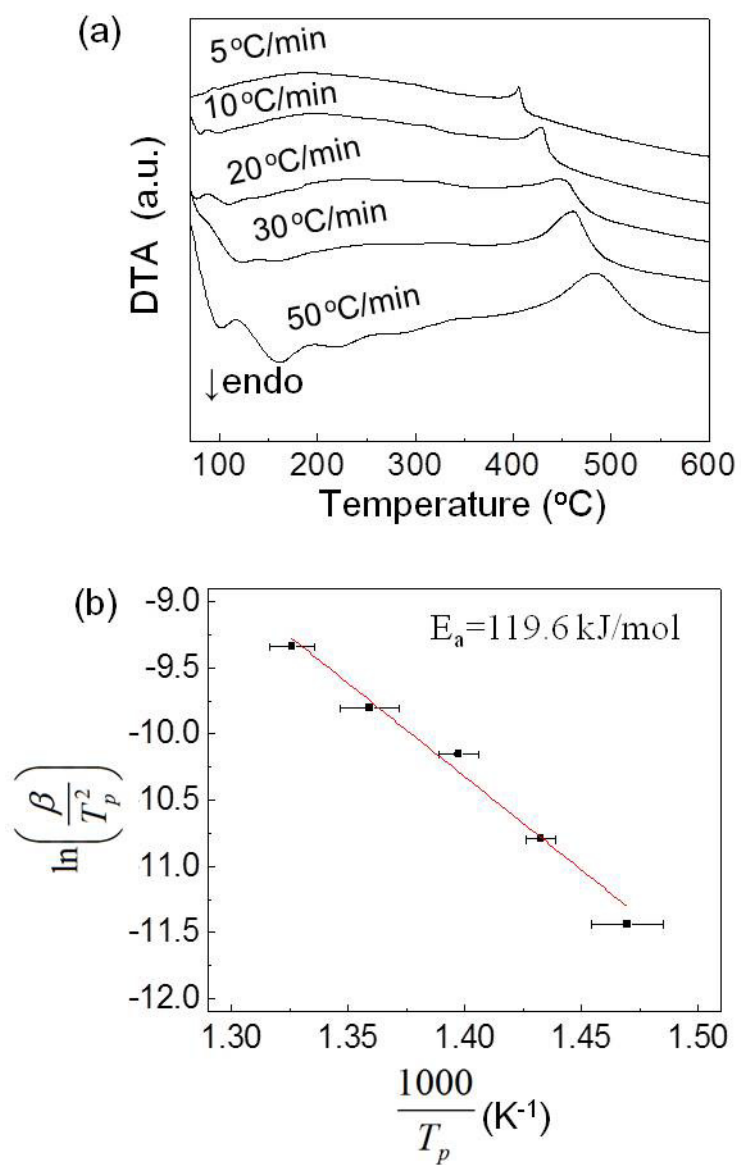 (a)
5 °C/min
10 °C/min
20 °C/min
30 °C/min
50 °C/min
↓endo
DTA (a.u.)
100 200 300 400 500 600
Temperature (°C)
(b)
Eₐ=119.6 kJ/mol
-9.0
-9.5
-10.0
-10.5
-11.0
-11.5
-12.0
ln(β/Tₚ²)
1.30 1.35 1.40 1.45 1.50
1000/Tₚ (K⁻¹)